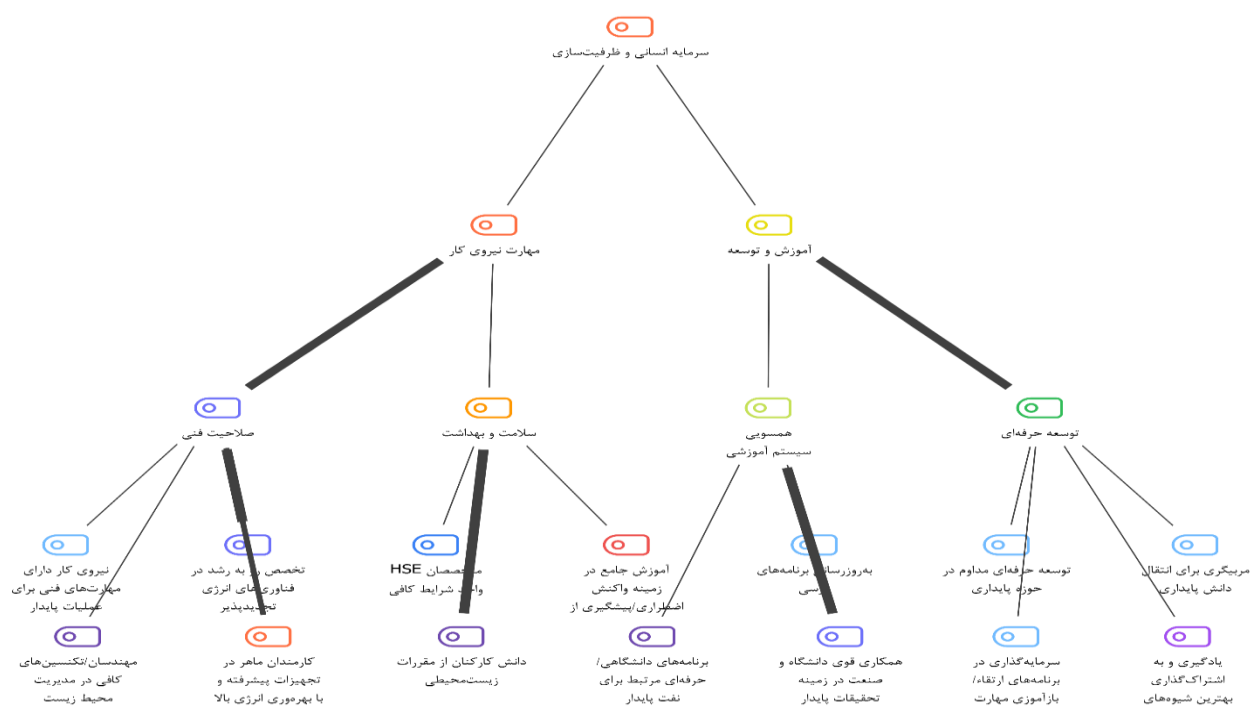 سرمایه انسانی و ظرفیت‌سازی
مهارت نیروی کار
آموزش و توسعه
صلاحیت فنی
سلامت و بهداشت
همسویی
سیستم آموزشی
توسعه حرفه‌ای
نیروی کار دارای
مهارت‌های فنی برای
عملیات پایدار
تخصص رو به رشد در
فناوری‌های انرژی
تجدیدپذیر
HSE
شرایط کافی
آموزش جامع در
زمینه واکنش
اضطراری/پیشگیری از
به‌روزرسانی برنامه‌های
توسعه حرفه‌ای مداوم در
حوزه پایداری
مربیگری برای انتقال
دانش پایداری
مهندسان/تکنسین‌های
کافی در مدیریت
محیط زیست
کارمندان ماهر در
تجهیزات پیشرفته و
با بهره‌وری انرژی بالا
دانش کارکنان از مقررات
زیست‌محیطی
برنامه‌های دانشگاهی/
حرفه‌ای مرتبط برای
نفت پایدار
همکاری قوی دانشگاه و
صنعت در زمینه
تحقیقات پایدار
سرمایه‌گذاری در
برنامه‌های ارتقاء/
بازآموزی مهارت
یادگیری و به
اشتراک‌گذاری
بهترین شیوه‌های